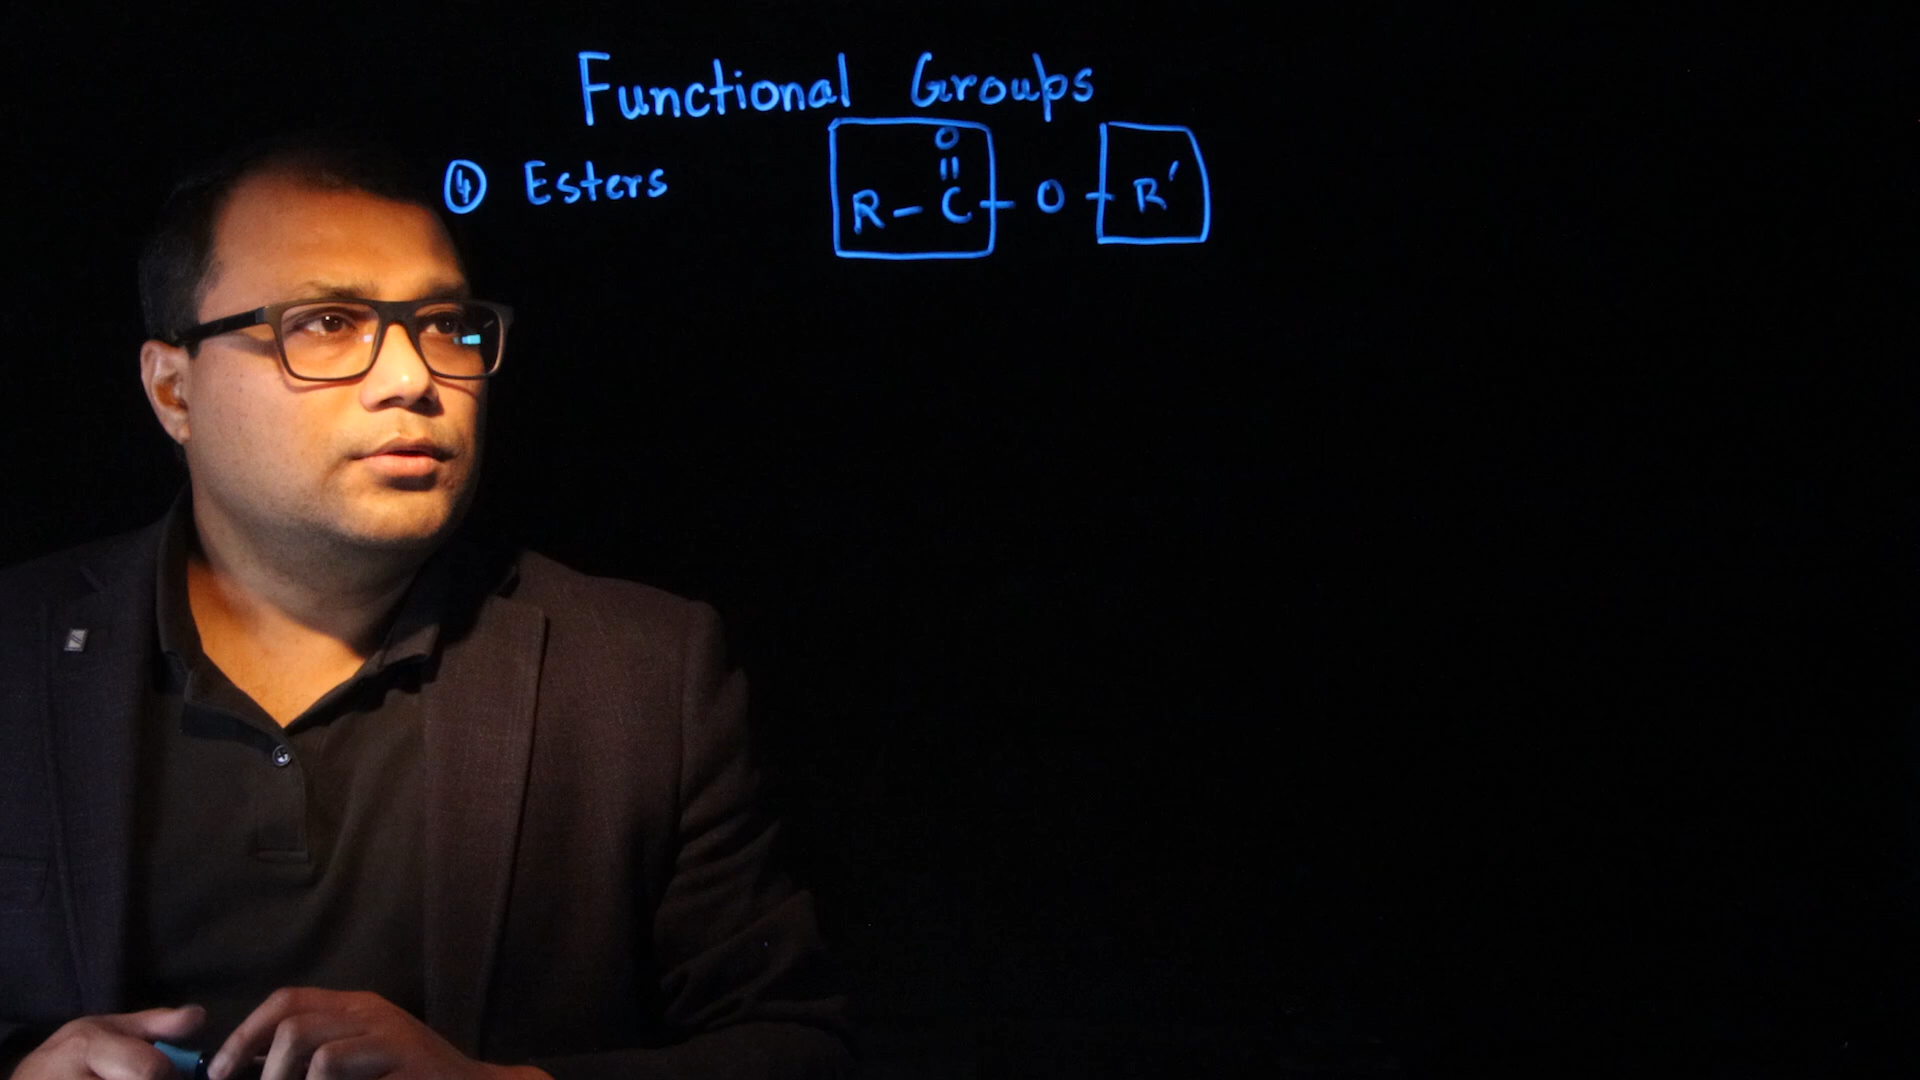 Functional Groups
④ Esters
O
||
R – C – O – R′